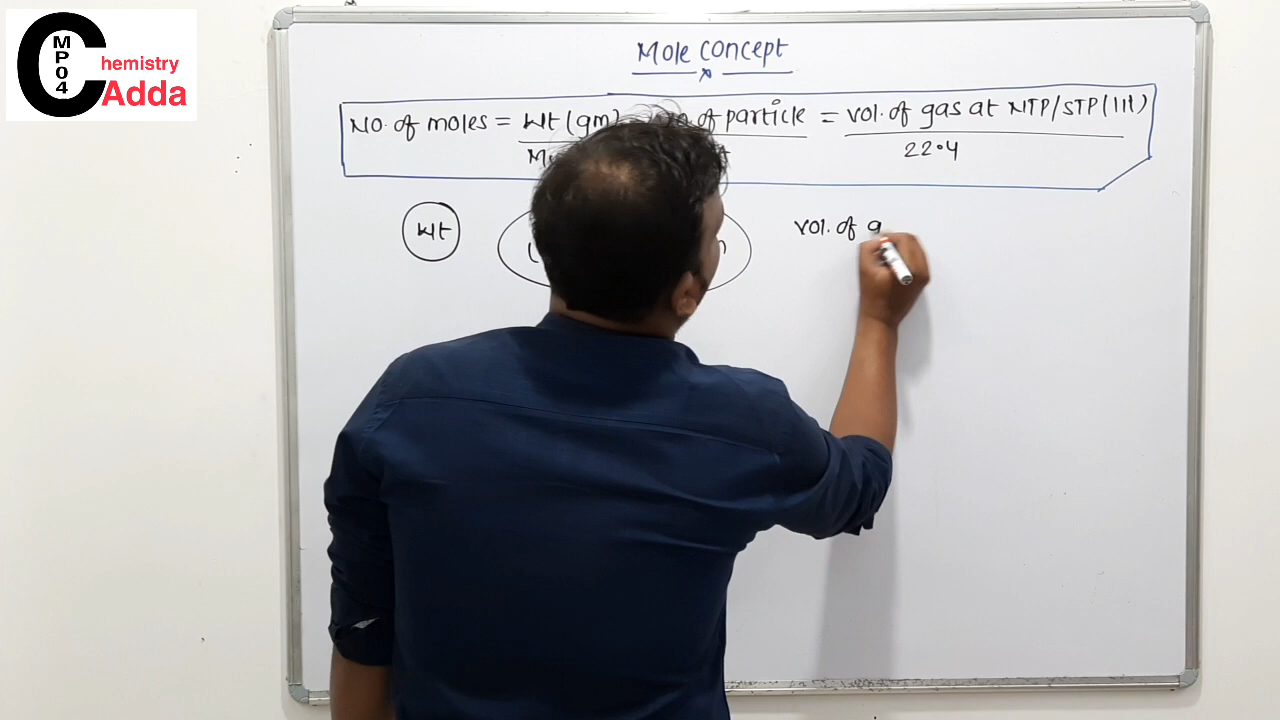 CMP04
Chemistry
Adda
Mole concept
No. of moles = Wt (gm) of particle = vol. of gas at NTP/STP (lit)
22.4
Wt
vol. of g